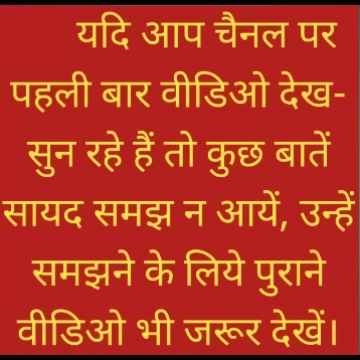 यदि आप चैनल पर
पहली बार वीडिओ देख-
सुन रहे हैं तो कुछ बातें
सायद समझ न आयें, उन्हें
समझने के लिये पुराने
वीडिओ भी जरूर देखें।